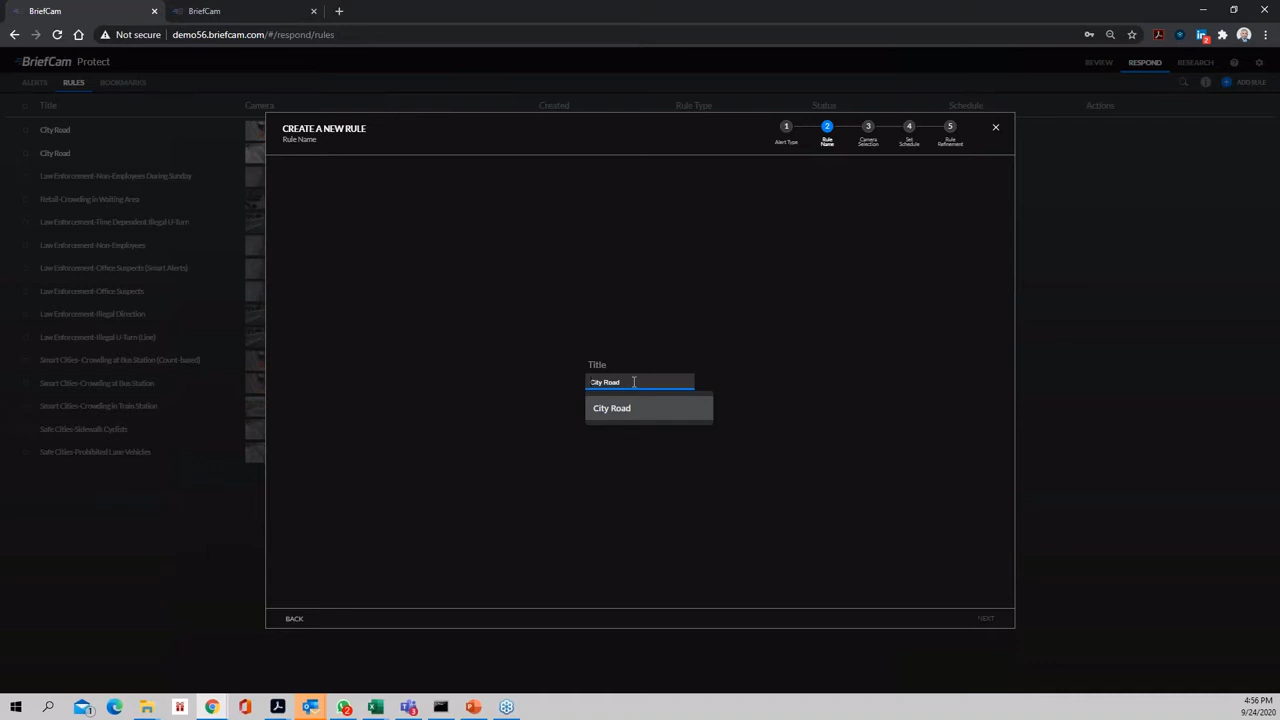 BriefCam
BriefCam
Not secure demo56.briefcam.com/#/respond/rules
BriefCam Protect
REVIEW RESPOND RESEARCH
ALERTS RULES BOOKMARKS
ADD RULE
Title Camera Created Rule Type Status Schedule Actions
City Road
City Road
Law Enforcement-Non-Employees During Sunday
Retail-Crowding in Waiting Area
Law Enforcement-Time Dependent Illegal U-Turn
Law Enforcement-Non-Employees
Law Enforcement-Office Suspects (Smart Alerts)
Law Enforcement-Office Suspects
Law Enforcement-Illegal Direction
Law Enforcement-Illegal U-Turn (Line)
Smart Cities- Crowding at Bus Station (Count-based)
Smart Cities-Crowding at Bus Station
Smart Cities-Crowding in Train Station
Safe Cities-Sidewalk Cyclists
Safe Cities-Prohibited Lane Vehicles
CREATE A NEW RULE
Rule Name
1 2 3 4 5
Alert Type
Rule Name
Camera Selection
Set Schedule
Rule Refinement
Title
City Road
City Road
BACK NEXT
4:56 PM
9/24/2020